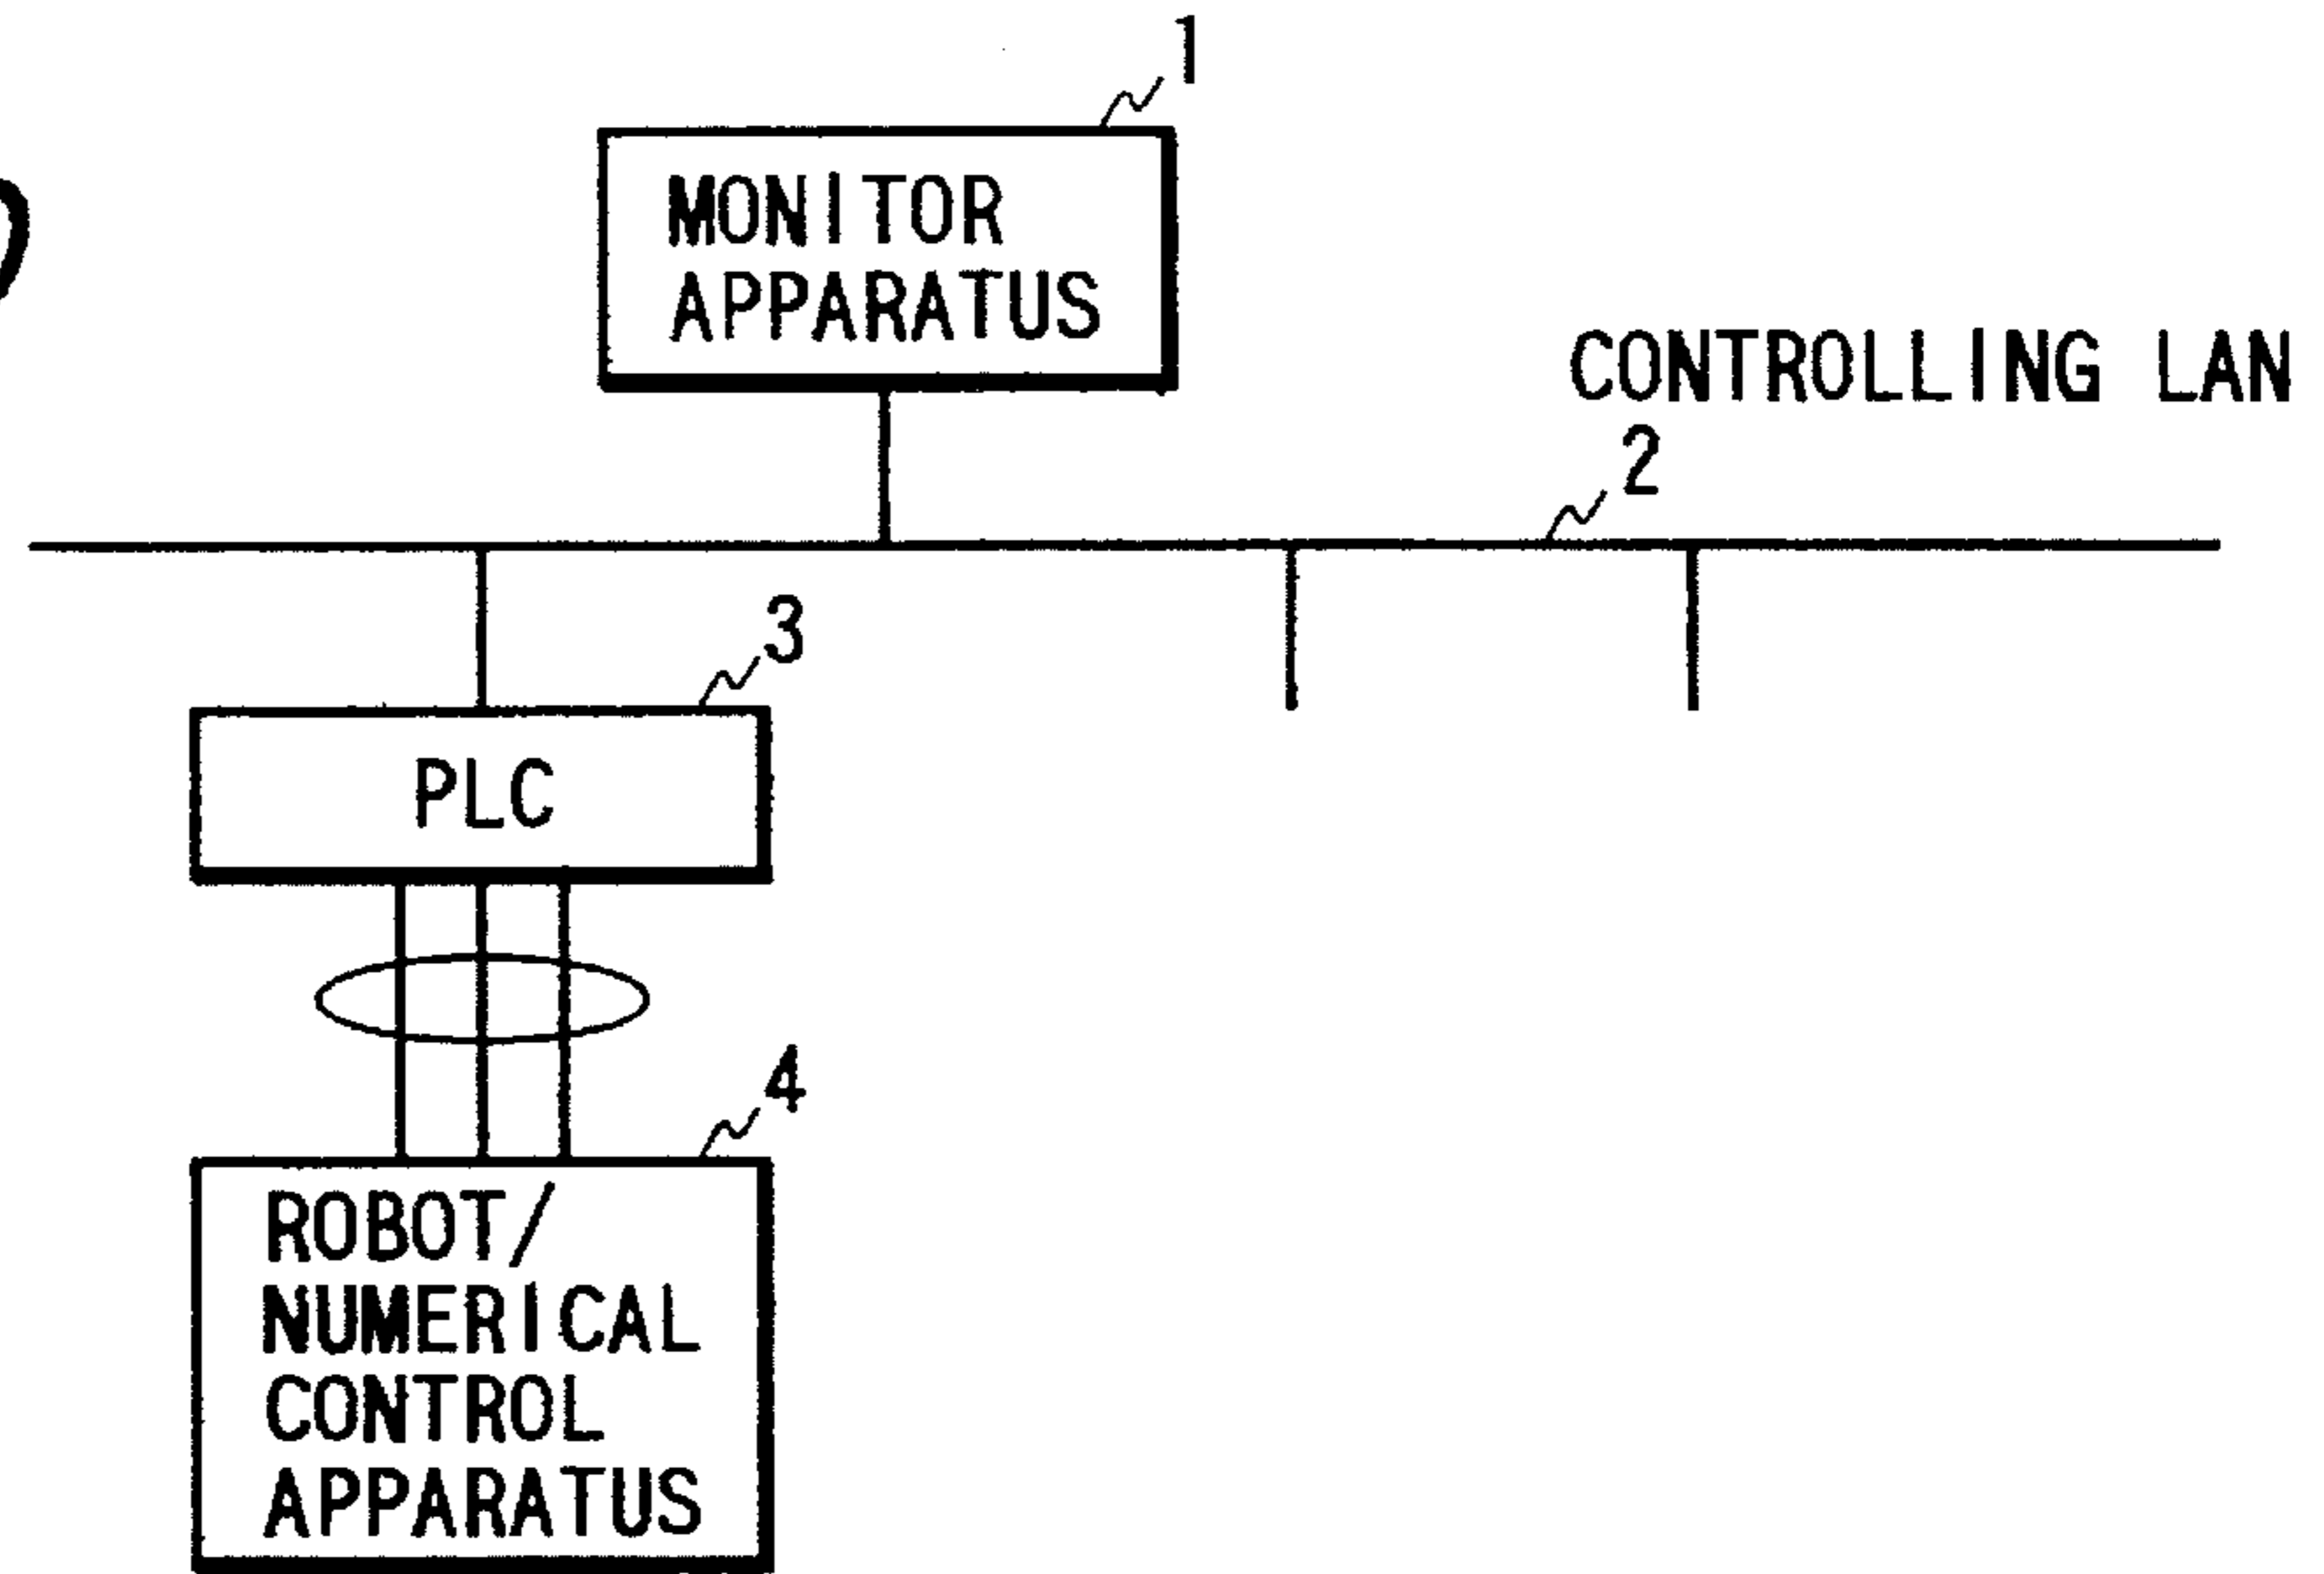 1
MONITOR
APPARATUS
CONTROLLING LAN
2
3
PLC
4
ROBOT/
NUMERICAL
CONTROL
APPARATUS